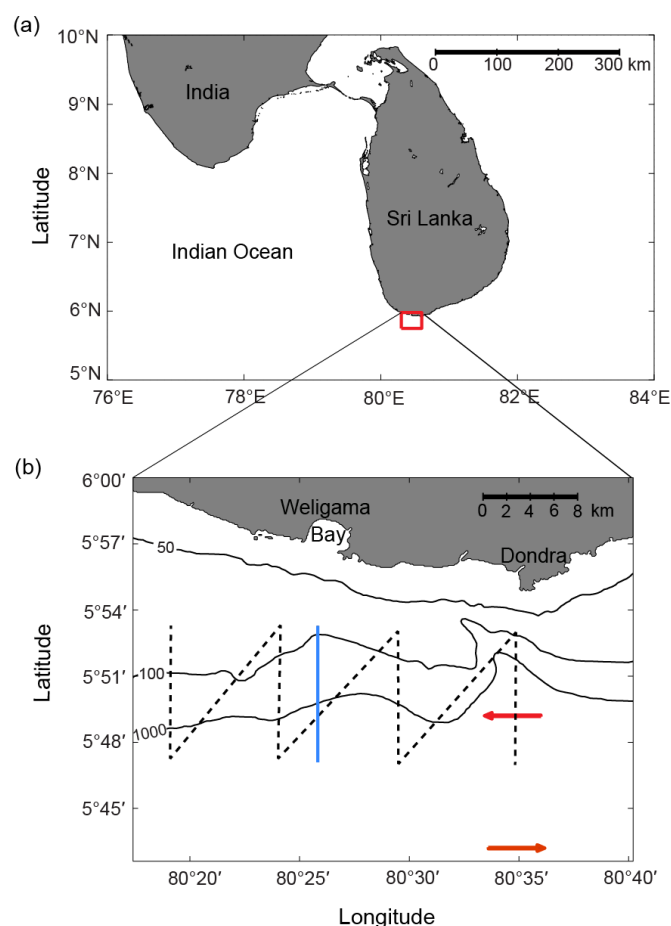 (a)
10°N
9°N
8°N
7°N
6°N
5°N
Latitude
0 100 200 300 km
India
Sri Lanka
Indian Ocean
76°E 78°E 80°E 82°E 84°E
(b)
6°00′
5°57′
5°54′
5°51′
5°48′
5°45′
Latitude
Weligama
Bay
0 2 4 6 8 km
Dondra
50
100
1000
80°20′ 80°25′ 80°30′ 80°35′ 80°40′
Longitude